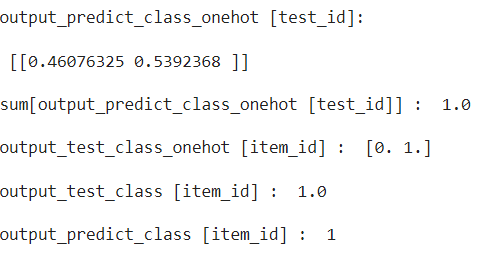 output_predict_class_onehot [test_id]:
[[0.46076325 0.5392368 ]]
sum[output_predict_class_onehot [test_id]] :  1.0
output_test_class_onehot [item_id] :  [0. 1.]
output_test_class [item_id] :  1.0
output_predict_class [item_id] :  1